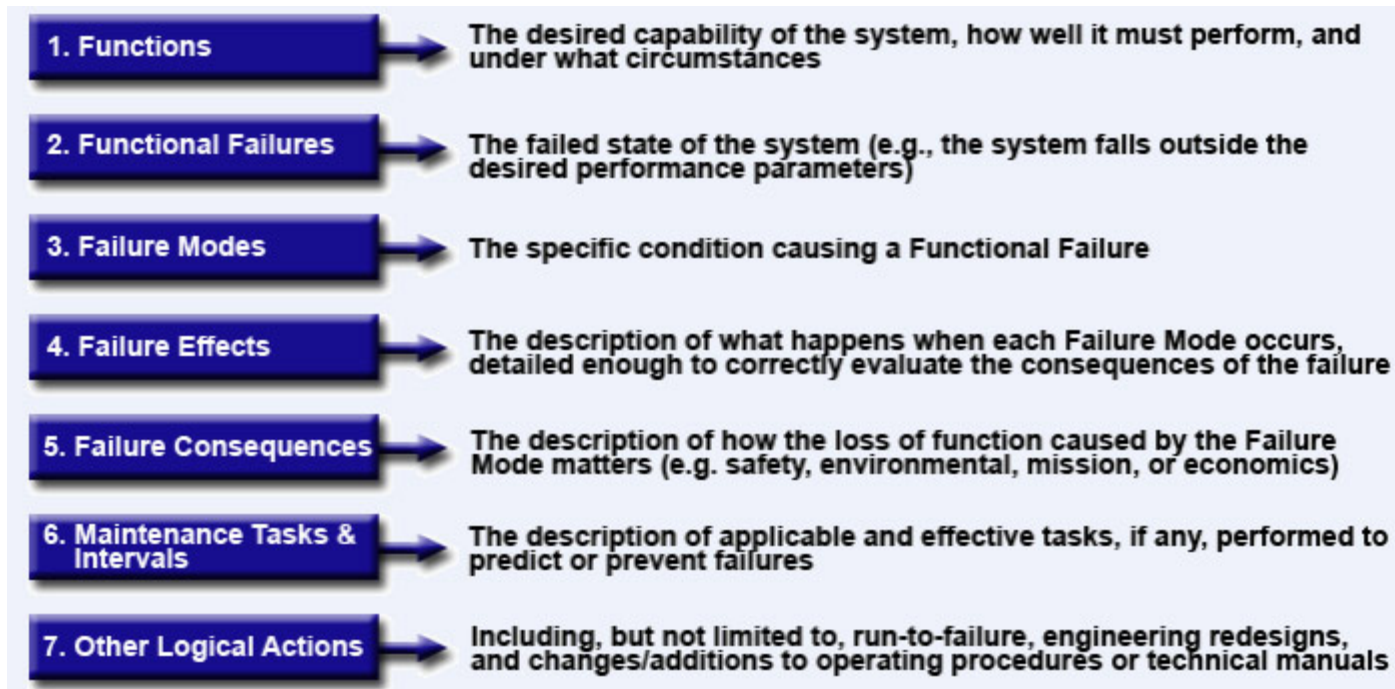 1. Functions
The desired capability of the system, how well it must perform, and
under what circumstances
2. Functional Failures
The failed state of the system (e.g., the system falls outside the
desired performance parameters)
3. Failure Modes
The specific condition causing a Functional Failure
4. Failure Effects
The description of what happens when each Failure Mode occurs,
detailed enough to correctly evaluate the consequences of the failure
5. Failure Consequences
The description of how the loss of function caused by the Failure
Mode matters (e.g. safety, environmental, mission, or economics)
6. Maintenance Tasks &
Intervals
The description of applicable and effective tasks, if any, performed to
predict or prevent failures
7. Other Logical Actions
Including, but not limited to, run-to-failure, engineering redesigns,
and changes/additions to operating procedures or technical manuals